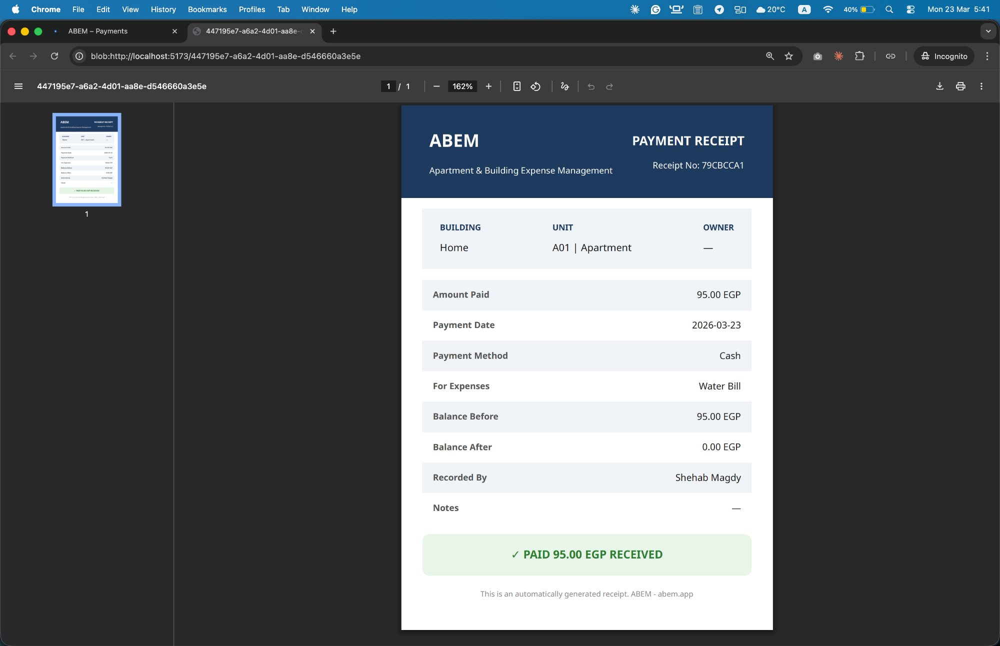 Chrome File Edit View History Bookmarks Profiles Tab Window Help 20°C A 40% Mon 23 Mar 5:41
ABEM – Payments 447195e7-a6a2-4d01-aa8e-
blob:http://localhost:5173/447195e7-a6a2-4d01-aa8e-d546660a3e5e Incognito
447195e7-a6a2-4d01-aa8e-d546660a3e5e 1 / 1 162%
1
ABEM PAYMENT RECEIPT
Receipt No: 79CBCCA1
Apartment & Building Expense Management
BUILDING UNIT OWNER
Home A01 | Apartment —
Amount Paid 95.00 EGP
Payment Date 2026-03-23
Payment Method Cash
For Expenses Water Bill
Balance Before 95.00 EGP
Balance After 0.00 EGP
Recorded By Shehab Magdy
Notes —
✓ PAID 95.00 EGP RECEIVED
This is an automatically generated receipt. ABEM - abem.app